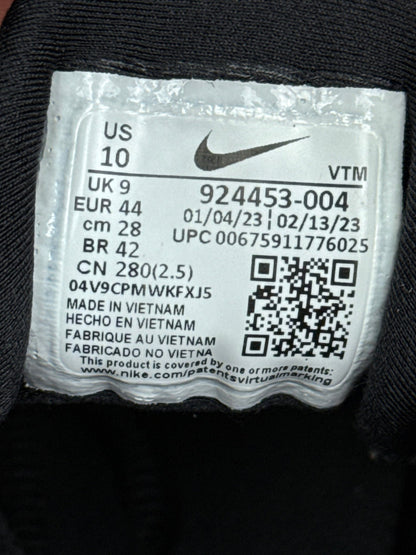 US
10
VTM
UK 9
924453-004
EUR 44
01/04/23 | 02/13/23
cm 28
UPC 00675911776025
BR 42
CN 280(2.5)
04V9CPMWKFXJ5
MADE IN VIETNAM
HECHO EN VIETNAM
FABRIQUE AU VIETNAM
FABRICADO NO VIETNA
This product is covered by one or more patents:
www.nike.com/patentsvirtualmarking